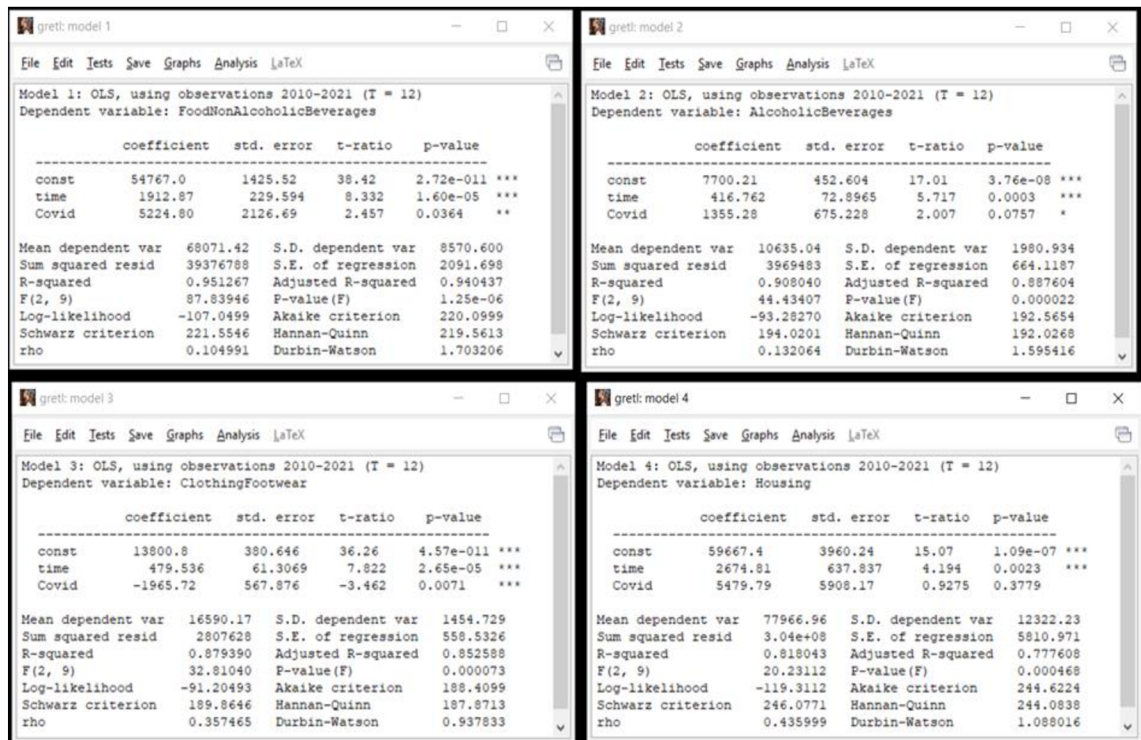 gretl: model 1
File Edit Tests Save Graphs Analysis LaTeX
Model 1: OLS, using observations 2010-2021 (T = 12)
Dependent variable: FoodNonAlcoholicBeverages
coefficient std. error t-ratio p-value
const 54767.0 1425.52 38.42 2.72e-011 ***
time 1912.87 229.594 8.332 1.60e-05 ***
Covid 5224.80 2126.69 2.457 0.0364 **
Mean dependent var 68071.42 S.D. dependent var 8570.600
Sum squared resid 39376788 S.E. of regression 2091.698
R-squared 0.951267 Adjusted R-squared 0.940437
F(2, 9) 87.83946 P-value(F) 1.25e-06
Log-likelihood -107.0499 Akaike criterion 220.0999
Schwarz criterion 221.5546 Hannan-Quinn 219.5613
rho 0.104991 Durbin-Watson 1.703206
gretl: model 2
File Edit Tests Save Graphs Analysis LaTeX
Model 2: OLS, using observations 2010-2021 (T = 12)
Dependent variable: AlcoholicBeverages
coefficient std. error t-ratio p-value
const 7700.21 452.604 17.01 3.76e-08 ***
time 416.762 72.8965 5.717 0.0003 ***
Covid 1355.28 675.228 2.007 0.0757 *
Mean dependent var 10635.04 S.D. dependent var 1980.934
Sum squared resid 3969483 S.E. of regression 664.1187
R-squared 0.908040 Adjusted R-squared 0.887604
F(2, 9) 44.43407 P-value(F) 0.000022
Log-likelihood -93.28270 Akaike criterion 192.5654
Schwarz criterion 194.0201 Hannan-Quinn 192.0268
rho 0.132064 Durbin-Watson 1.595416
gretl: model 3
File Edit Tests Save Graphs Analysis LaTeX
Model 3: OLS, using observations 2010-2021 (T = 12)
Dependent variable: ClothingFootwear
coefficient std. error t-ratio p-value
const 13800.8 380.646 36.26 4.57e-011 ***
time 479.536 61.3069 7.822 2.65e-05 ***
Covid -1965.72 567.876 -3.462 0.0071 ***
Mean dependent var 16590.17 S.D. dependent var 1454.729
Sum squared resid 2807628 S.E. of regression 558.5326
R-squared 0.879390 Adjusted R-squared 0.852588
F(2, 9) 32.81040 P-value(F) 0.000073
Log-likelihood -91.20493 Akaike criterion 188.4099
Schwarz criterion 189.8646 Hannan-Quinn 187.8713
rho 0.357465 Durbin-Watson 0.937833
gretl: model 4
File Edit Tests Save Graphs Analysis LaTeX
Model 4: OLS, using observations 2010-2021 (T = 12)
Dependent variable: Housing
coefficient std. error t-ratio p-value
const 59667.4 3960.24 15.07 1.09e-07 ***
time 2674.81 637.837 4.194 0.0023 ***
Covid 5479.79 5908.17 0.9275 0.3779
Mean dependent var 77966.96 S.D. dependent var 12322.23
Sum squared resid 3.04e+08 S.E. of regression 5810.971
R-squared 0.818043 Adjusted R-squared 0.777608
F(2, 9) 20.23112 P-value(F) 0.000468
Log-likelihood -119.3112 Akaike criterion 244.6224
Schwarz criterion 246.0771 Hannan-Quinn 244.0838
rho 0.435999 Durbin-Watson 1.088016